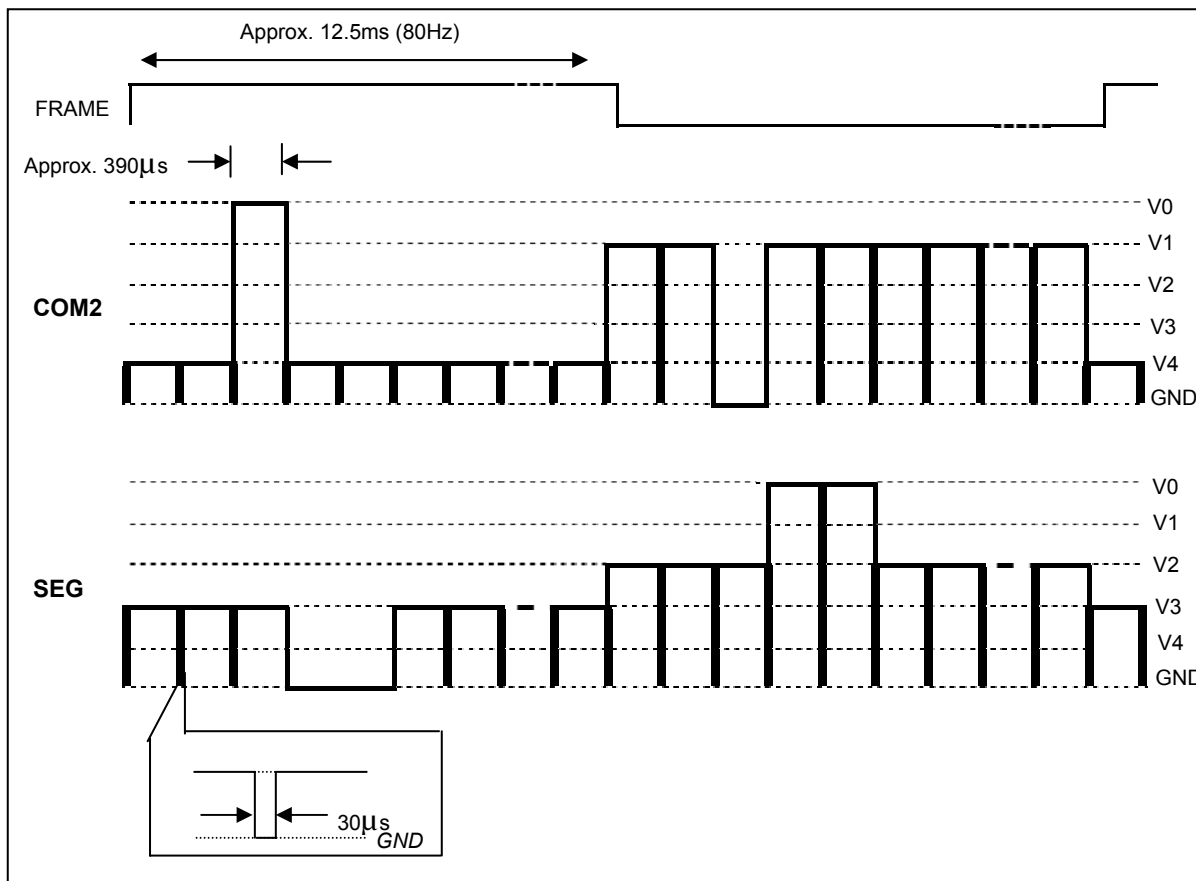 Approx. 12.5ms (80Hz)
FRAME
Approx. 390µs
V0
V1
V2
COM2
V3
V4
GND
V0
V1
V2
SEG
V3
V4
GND
30µs
GND